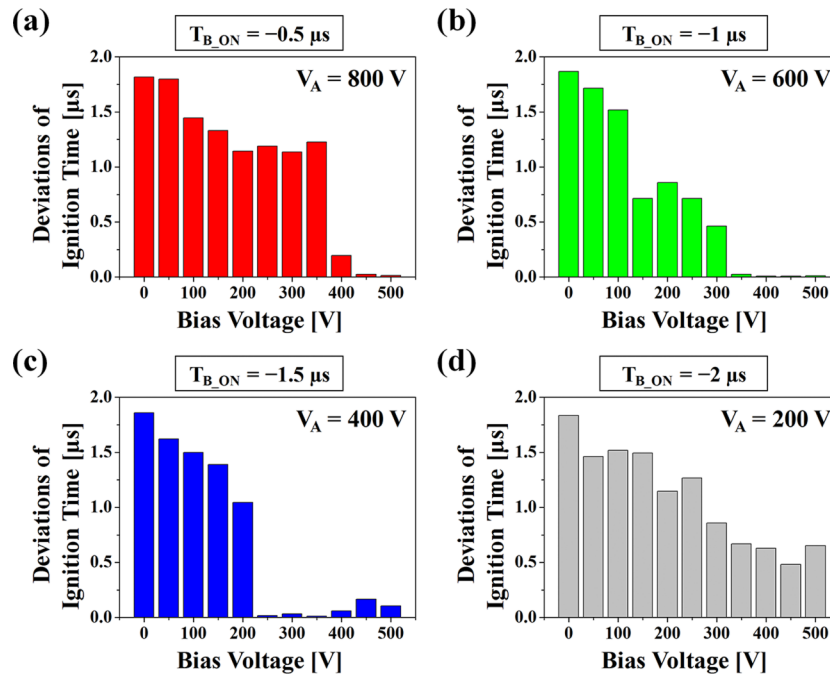 (a)
T_B_ON = −0.5 μs
V_A = 800 V
Deviations of
Ignition Time [μs]
2.0
1.5
1.0
0.5
0.0
0 100 200 300 400 500
Bias Voltage [V]
(b)
T_B_ON = −1 μs
V_A = 600 V
Deviations of
Ignition Time [μs]
2.0
1.5
1.0
0.5
0.0
0 100 200 300 400 500
Bias Voltage [V]
(c)
T_B_ON = −1.5 μs
V_A = 400 V
Deviations of
Ignition Time [μs]
2.0
1.5
1.0
0.5
0.0
0 100 200 300 400 500
Bias Voltage [V]
(d)
T_B_ON = −2 μs
V_A = 200 V
Deviations of
Ignition Time [μs]
2.0
1.5
1.0
0.5
0.0
0 100 200 300 400 500
Bias Voltage [V]